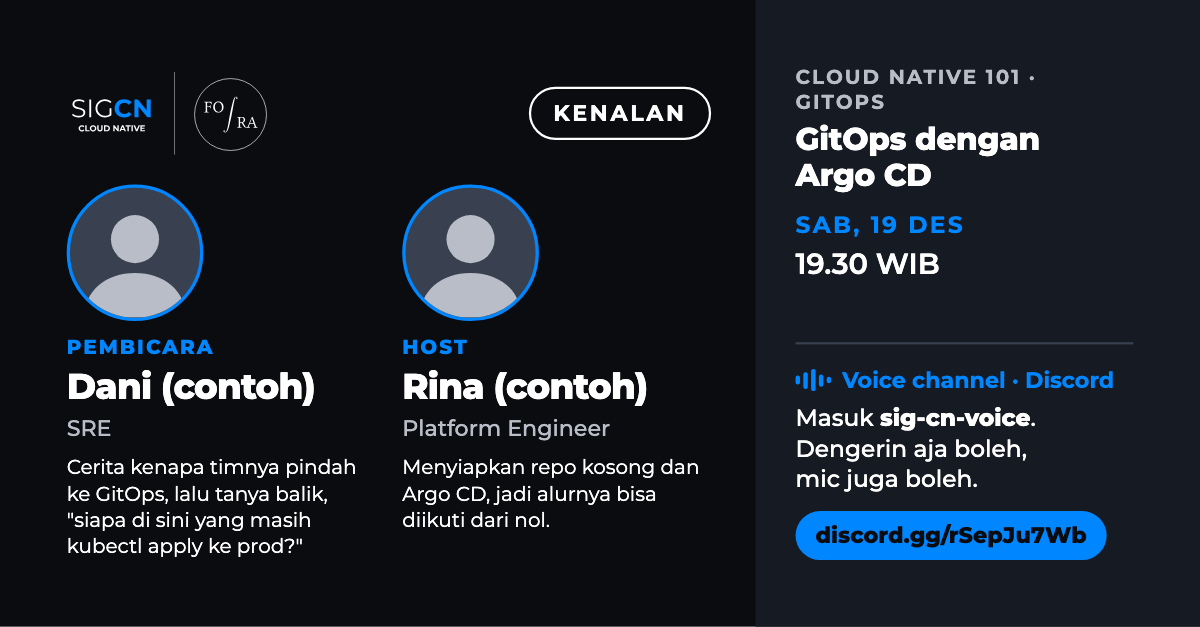 SIGCN
CLOUD NATIVE
FO
RA
KENALAN
PEMBICARA
Dani (contoh)
SRE
Cerita kenapa timnya pindah
ke GitOps, lalu tanya balik,
"siapa di sini yang masih
kubectl apply ke prod?"
HOST
Rina (contoh)
Platform Engineer
Menyiapkan repo kosong dan
Argo CD, jadi alurnya bisa
diikuti dari nol.
CLOUD NATIVE 101 ·
GITOPS
GitOps dengan
Argo CD
SAB, 19 DES
19.30 WIB
Voice channel · Discord
Masuk sig-cn-voice.
Dengerin aja boleh,
mic juga boleh.
discord.gg/rSepJu7Wb